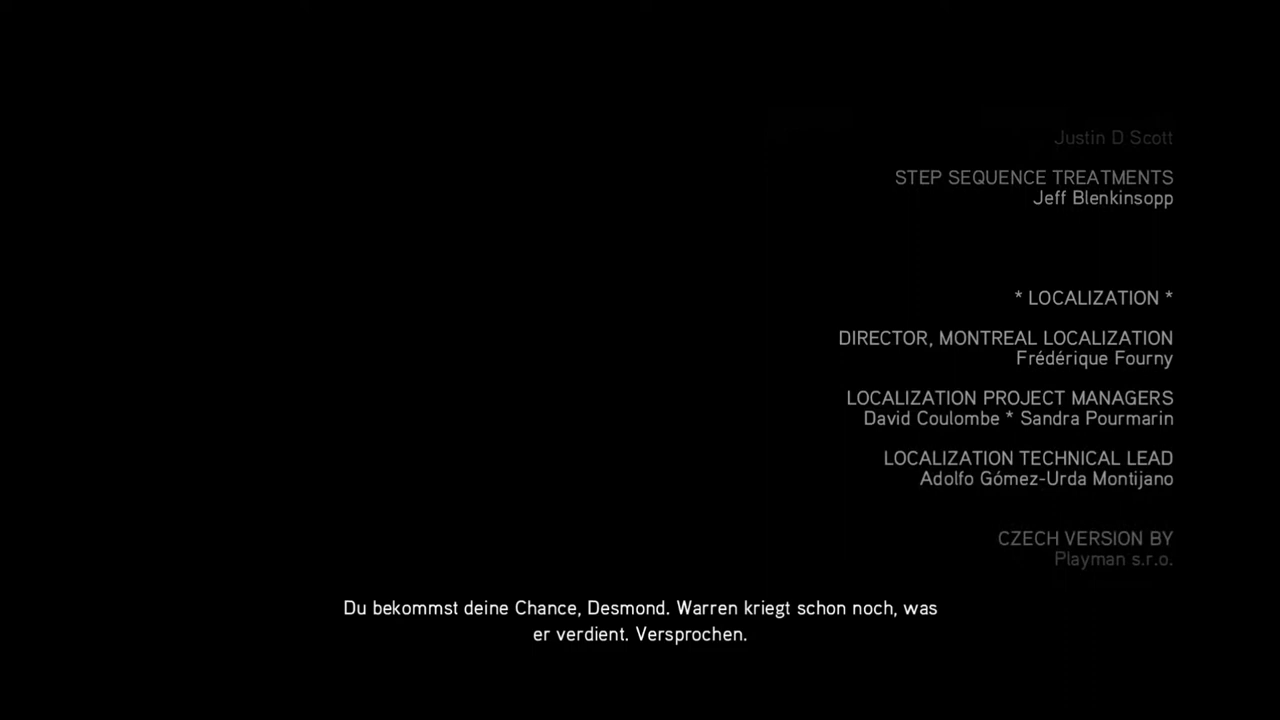 Justin D Scott
STEP SEQUENCE TREATMENTS
Jeff Blenkinsopp
* LOCALIZATION *
DIRECTOR, MONTREAL LOCALIZATION
Frédérique Fourny
LOCALIZATION PROJECT MANAGERS
David Coulombe * Sandra Pourmarin
LOCALIZATION TECHNICAL LEAD
Adolfo Gómez-Urda Montijano
CZECH VERSION BY
Playman s.r.o.
Du bekommst deine Chance, Desmond. Warren kriegt schon noch, was
er verdient. Versprochen.